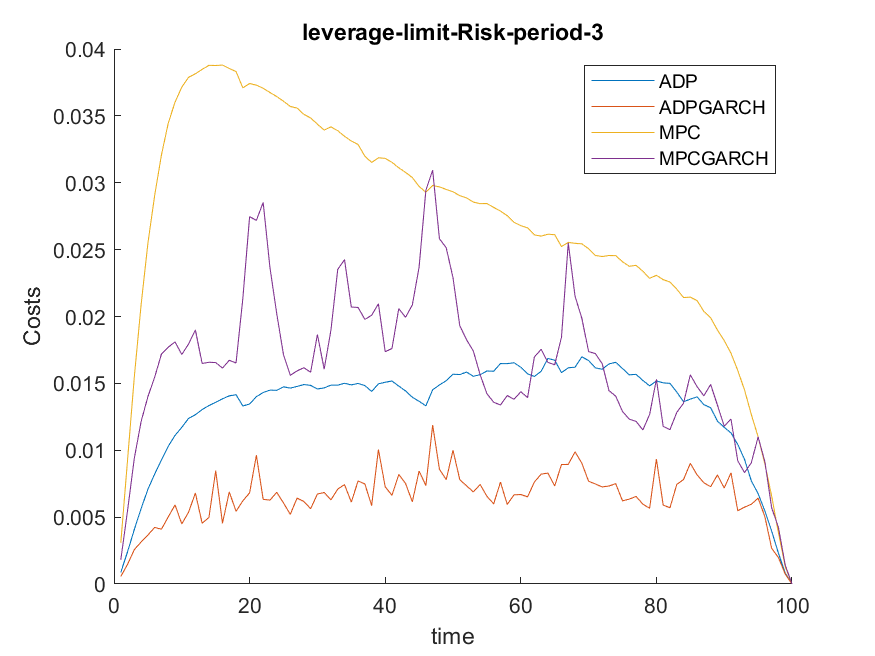 leverage-limit-Risk-period-3
0.04
0.035
0.03
0.025
0.02
0.015
0.01
0.005
0
Costs
ADP
ADPGARCH
MPC
MPCGARCH
0 20 40 60 80 100
time